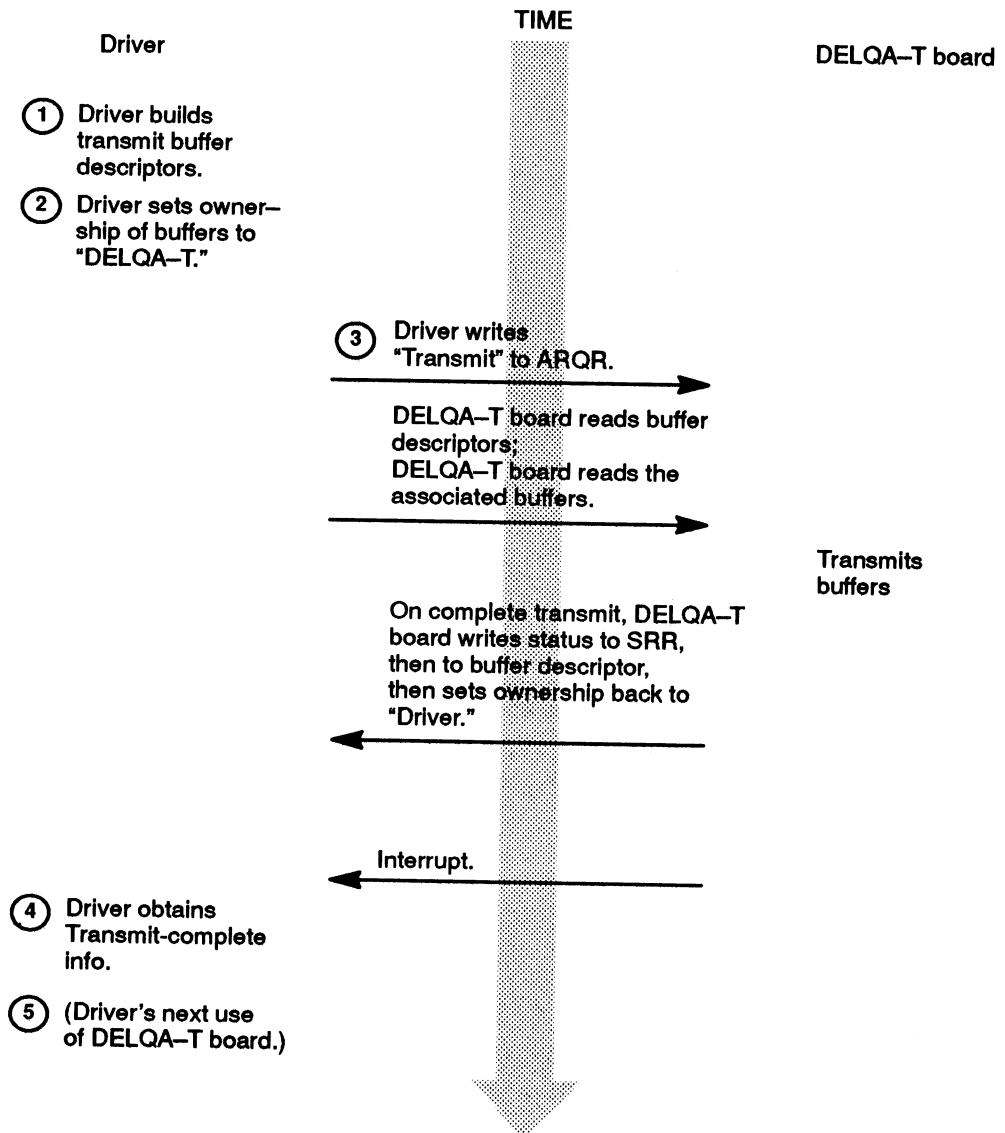 TIME
Driver
DELQA–T board
1 Driver builds
transmit buffer
descriptors.
2 Driver sets owner–
ship of buffers to
"DELQA–T."
3 Driver writes
"Transmit" to ARQR.
DELQA–T board reads buffer
descriptors;
DELQA–T board reads the
associated buffers.
Transmits
buffers
On complete transmit, DELQA–T
board writes status to SRR,
then to buffer descriptor,
then sets ownership back to
"Driver."
Interrupt.
4 Driver obtains
Transmit-complete
info.
5 (Driver's next use
of DELQA–T board.)